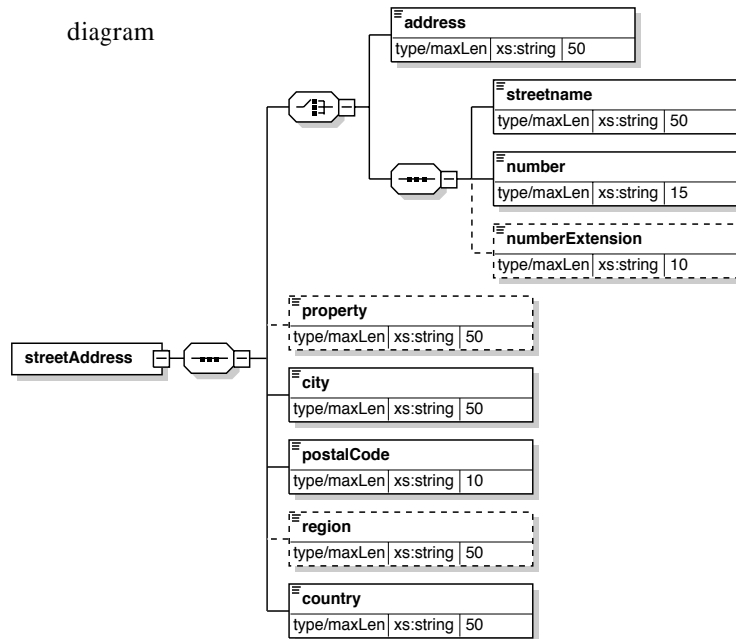 diagram
address
type/maxLen xs:string 50
streetname
type/maxLen xs:string 50
number
type/maxLen xs:string 15
numberExtension
type/maxLen xs:string 10
property
type/maxLen xs:string 50
streetAddress
city
type/maxLen xs:string 50
postalCode
type/maxLen xs:string 10
region
type/maxLen xs:string 50
country
type/maxLen xs:string 50